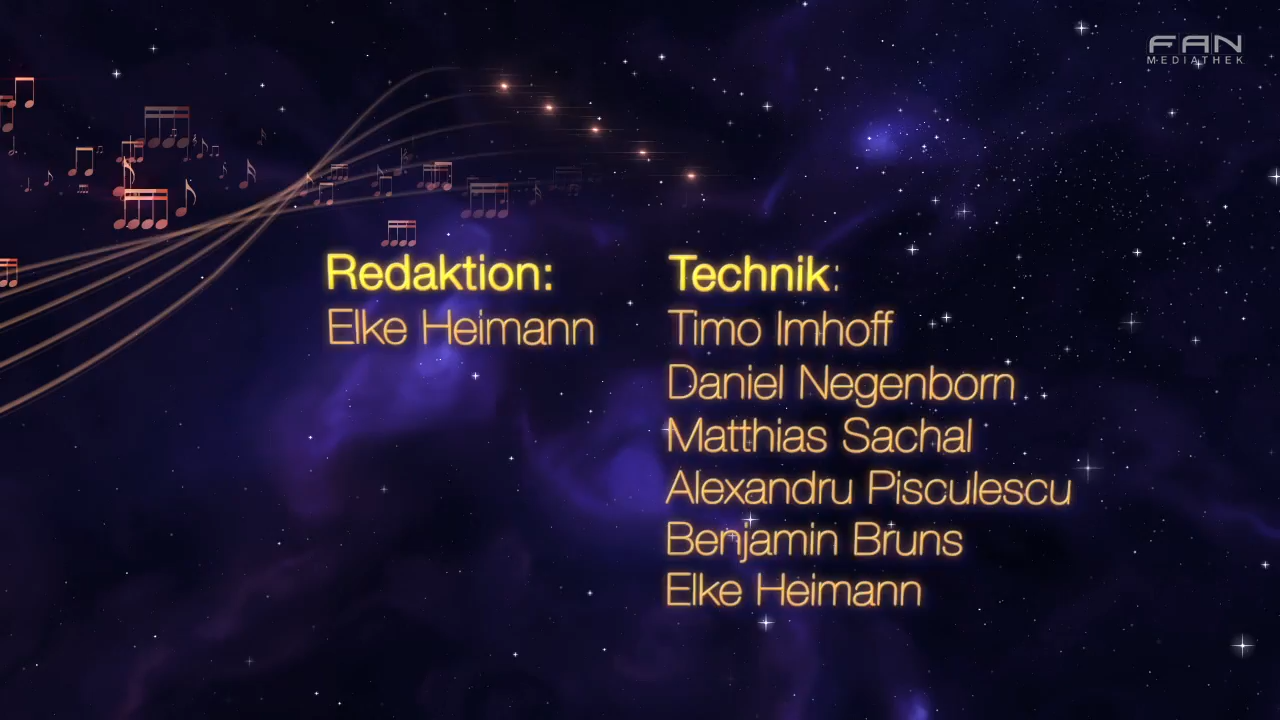 FAN
MEDIATHEK
Redaktion:
Elke Heimann
Technik:
Timo Imhoff
Daniel Negenborn
Matthias Sachal
Alexandru Pisculescu
Benjamin Bruns
Elke Heimann